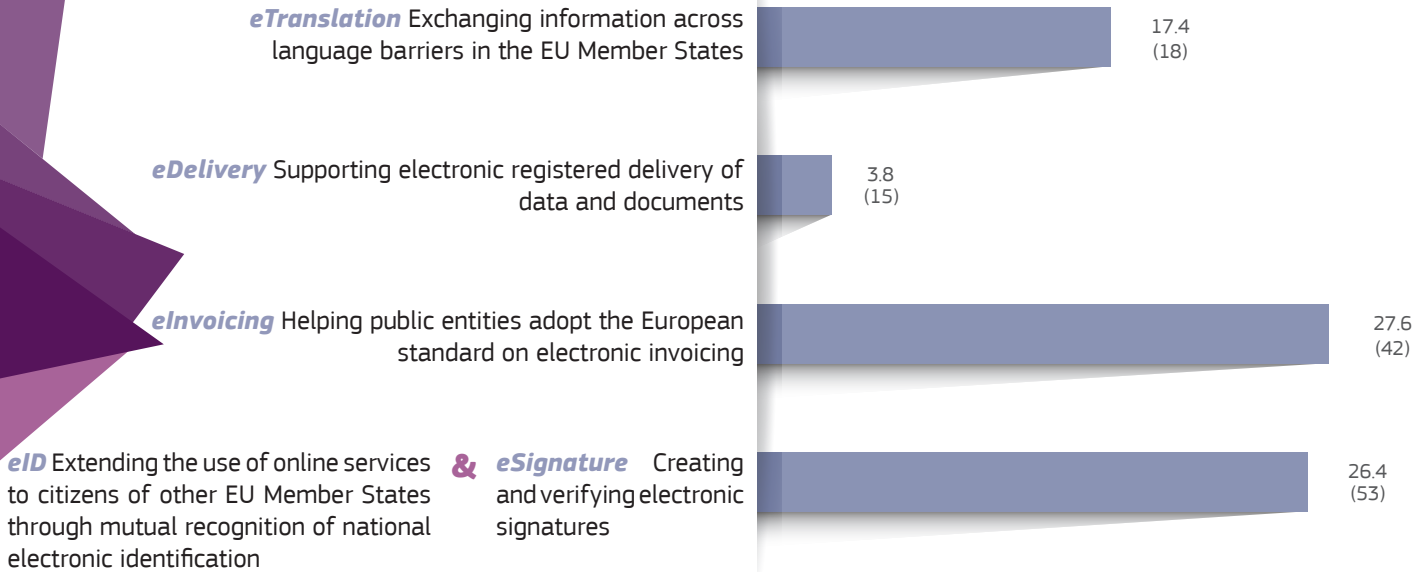 eTranslation Exchanging information across
language barriers in the EU Member States
17.4
(18)
eDelivery Supporting electronic registered delivery of
data and documents
3.8
(15)
eInvoicing Helping public entities adopt the European
standard on electronic invoicing
27.6
(42)
eID Extending the use of online services
to citizens of other EU Member States
through mutual recognition of national
electronic identification
&
eSignature Creating
and verifying electronic
signatures
26.4
(53)